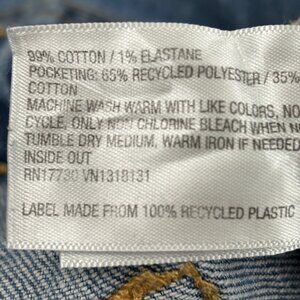 99% COTTON / 1% ELASTANE
POCKETING: 65% RECYCLED POLYESTER / 35%
COTTON
MACHINE WASH WARM WITH LIKE COLORS, NO
CYCLE, ONLY NON CHLORINE BLEACH WHEN N
TUMBLE DRY MEDIUM, WARM IRON IF NEEDED
INSIDE OUT
RN17730 VN1318131
LABEL MADE FROM 100% RECYCLED PLASTIC